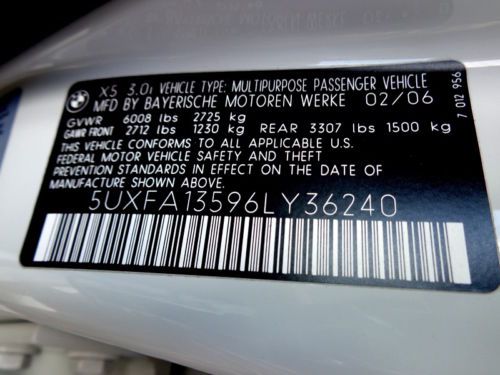 X5 3.0i VEHICLE TYPE: MULTIPURPOSE PASSENGER VEHICLE
MFD BY BAYERISCHE MOTOREN WERKE 02/06
GVWR 6008 lbs 2725 kg
GAWR FRONT 2712 lbs 1230 kg REAR 3307 lbs 1500 kg
THIS VEHICLE CONFORMS TO ALL APPLICABLE U.S.
FEDERAL MOTOR VEHICLE SAFETY AND THEFT
PREVENTION STANDARDS IN EFFECT ON THE DATE OF
MANUFACTURE SHOWN ABOVE.
5UXFA13596LY36240
7 012 956